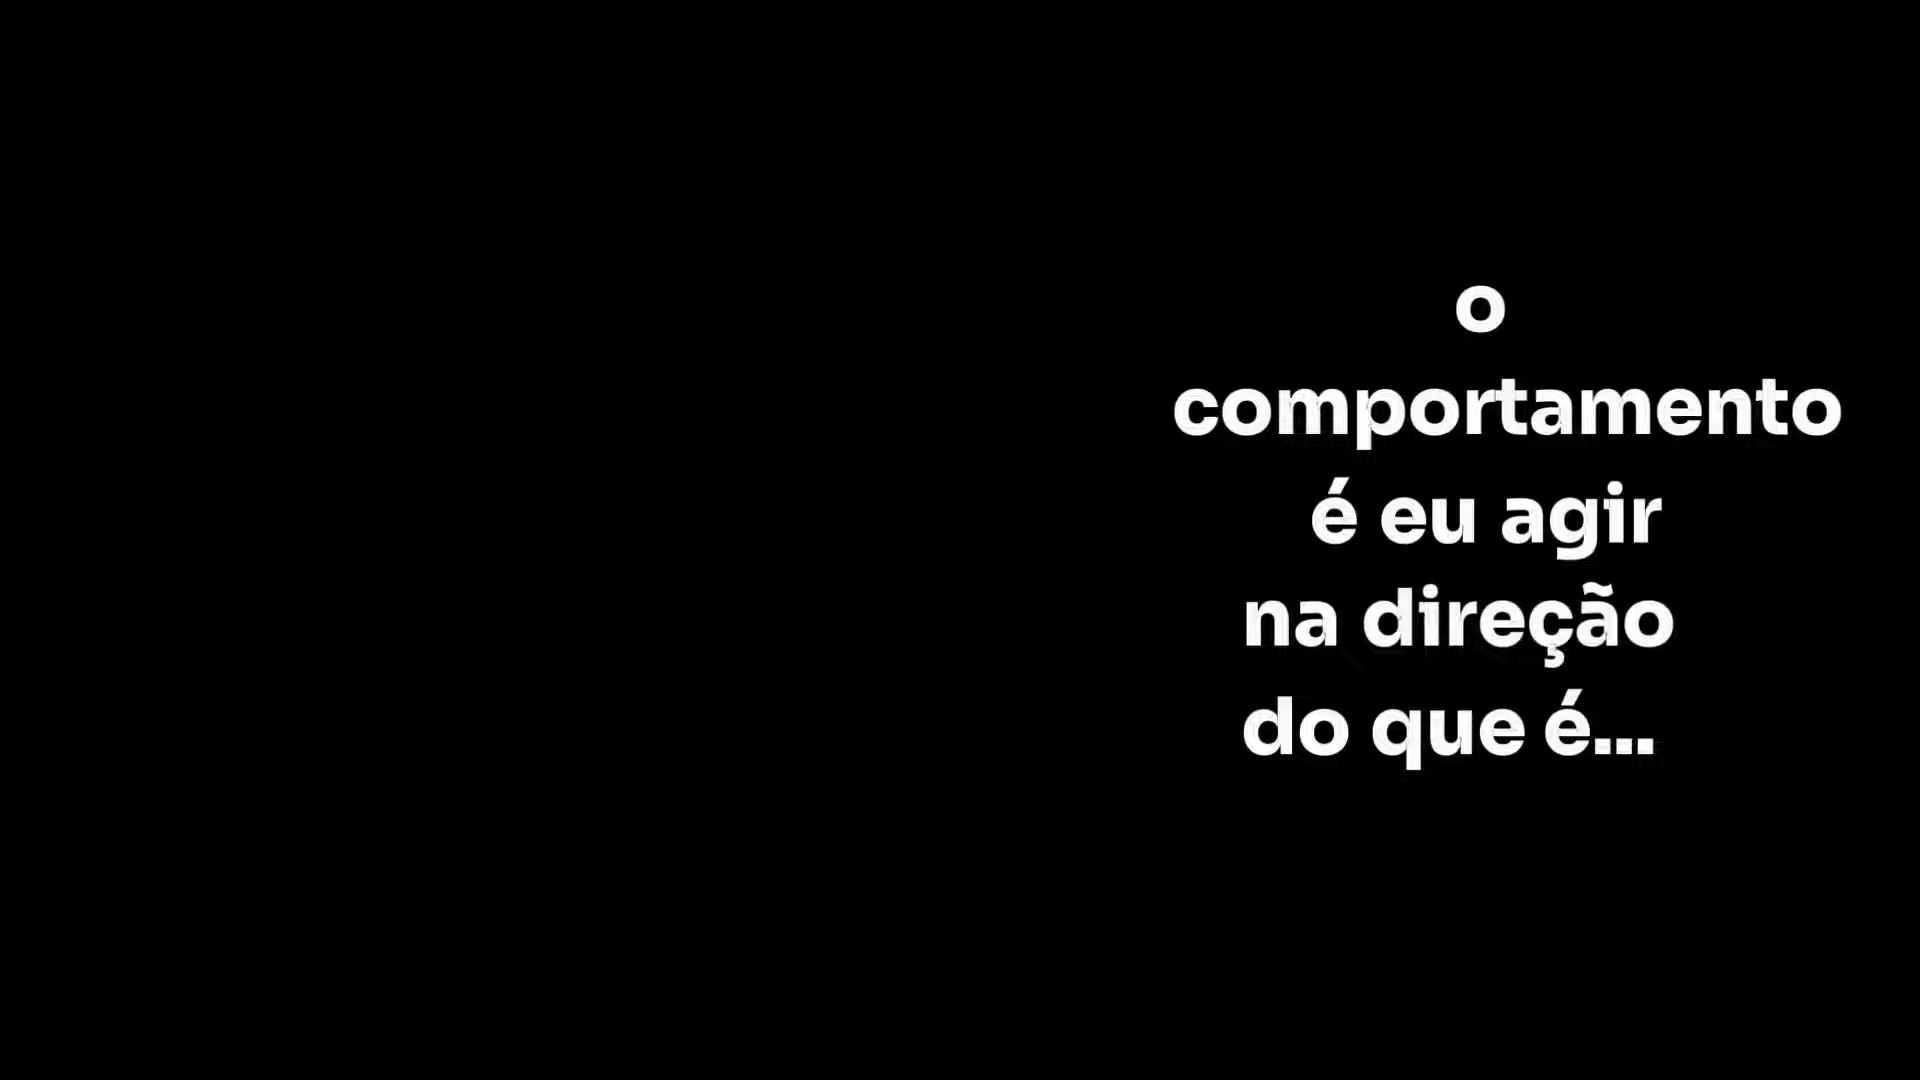 o
comportamento
é eu agir
na direção
do que é...